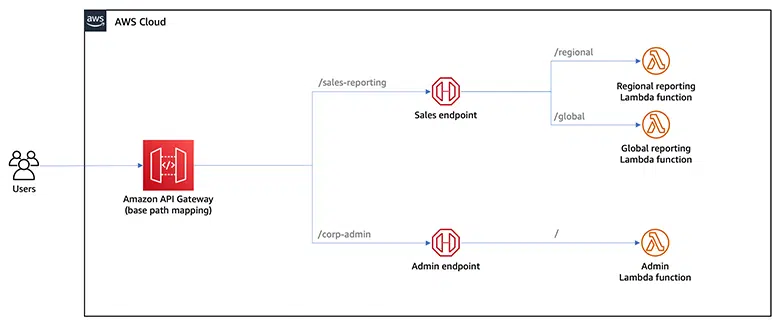 aws
AWS Cloud
/regional
/sales-reporting
Regional reporting
Lambda function
Sales endpoint
/global
Global reporting
Lambda function
Users
Amazon API Gateway
(base path mapping)
/corp-admin
/
Admin endpoint
Admin
Lambda function